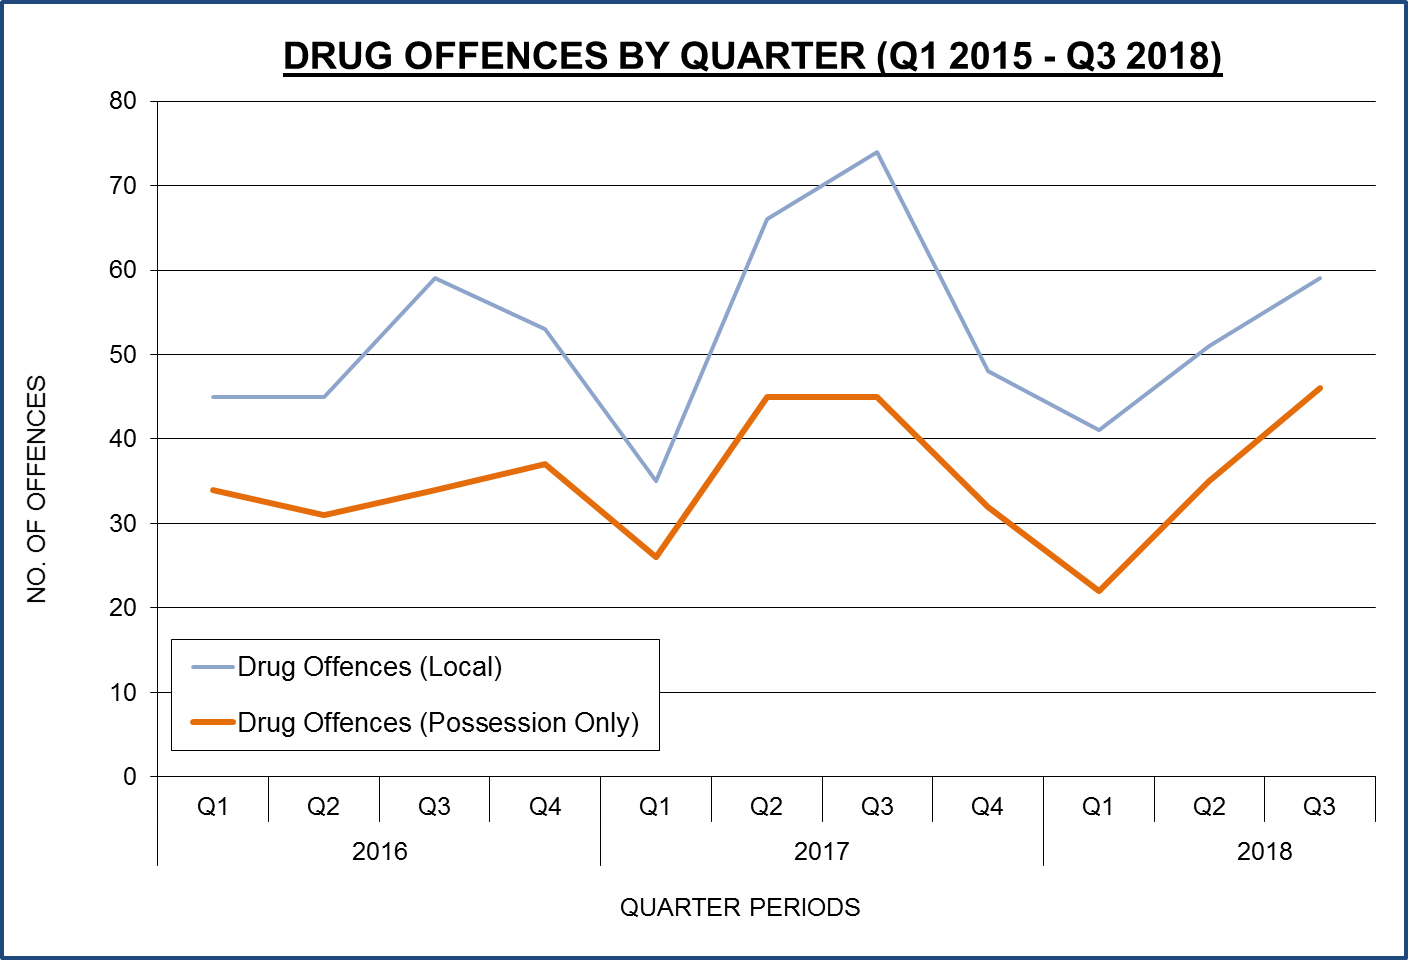 DRUG OFFENCES BY QUARTER (Q1 2015 - Q3 2018)
80
70
60
50
40
30
20
10
0
NO. OF OFFENCES
Drug Offences (Local)
Drug Offences (Possession Only)
Q1 Q2 Q3 Q4 Q1 Q2 Q3 Q4 Q1 Q2 Q3
2016 2017 2018
QUARTER PERIODS